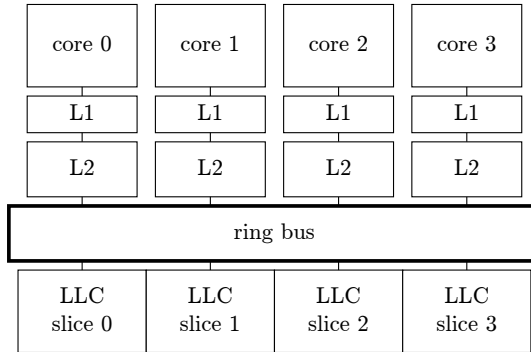 core 0 core 1 core 2 core 3
L1 L1 L1 L1
L2 L2 L2 L2
ring bus
LLC LLC LLC LLC
slice 0 slice 1 slice 2 slice 3